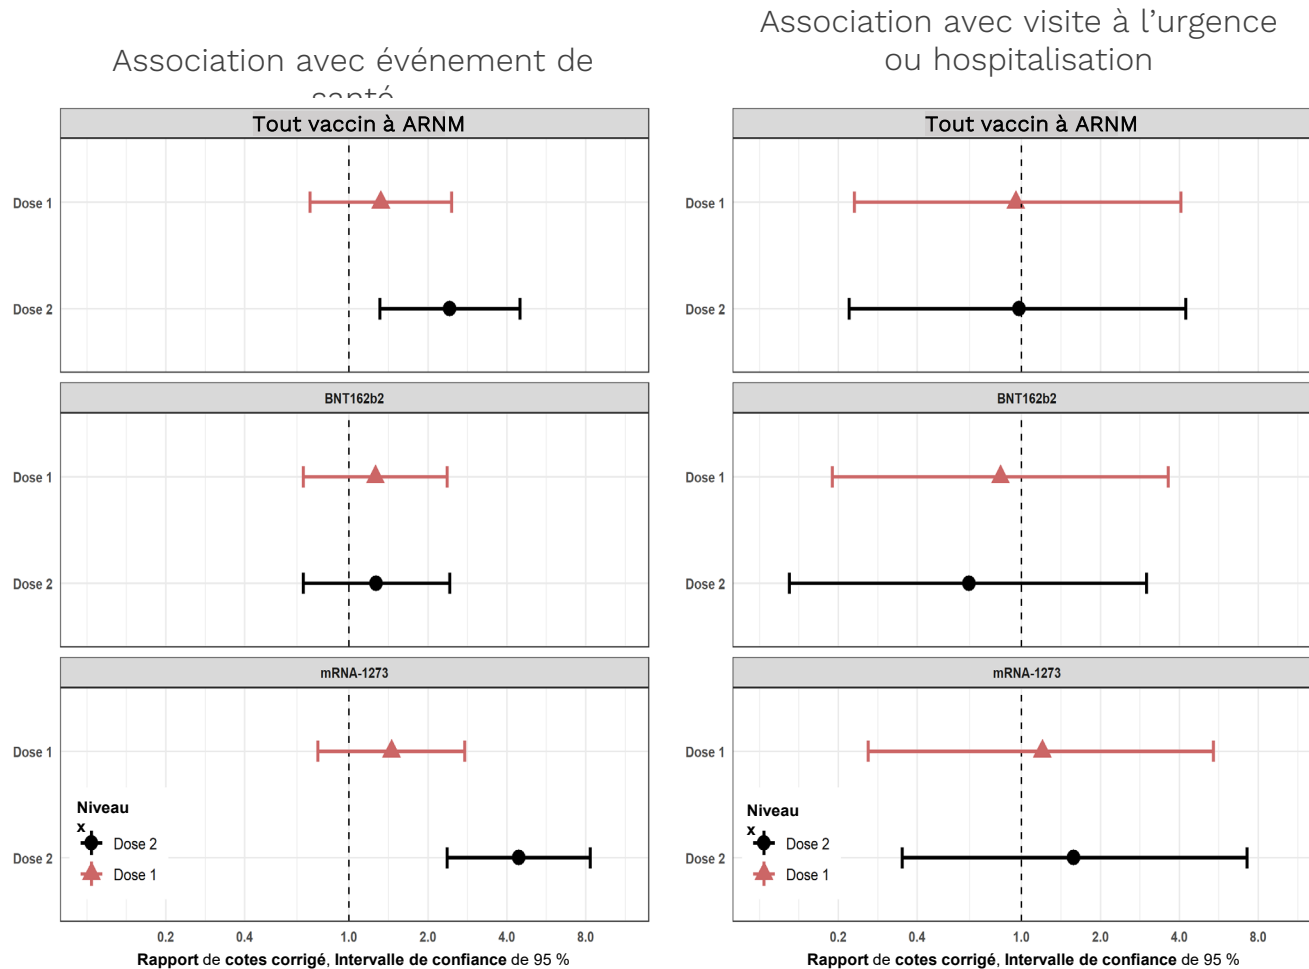 Association avec événement de
santé
Tout vaccin à ARNM
Dose 1
Dose 2
BNT162b2
Dose 1
Dose 2
mRNA-1273
Dose 1
Dose 2
Niveau
x
Dose 2
Dose 1
0.2 0.4 1.0 2.0 4.0 8.0
Rapport de cotes corrigé, Intervalle de confiance de 95 %
Association avec visite à l’urgence
ou hospitalisation
Tout vaccin à ARNM
Dose 1
Dose 2
BNT162b2
Dose 1
Dose 2
mRNA-1273
Dose 1
Dose 2
Niveau
x
Dose 2
Dose 1
0.2 0.4 1.0 2.0 4.0 8.0
Rapport de cotes corrigé, Intervalle de confiance de 95 %